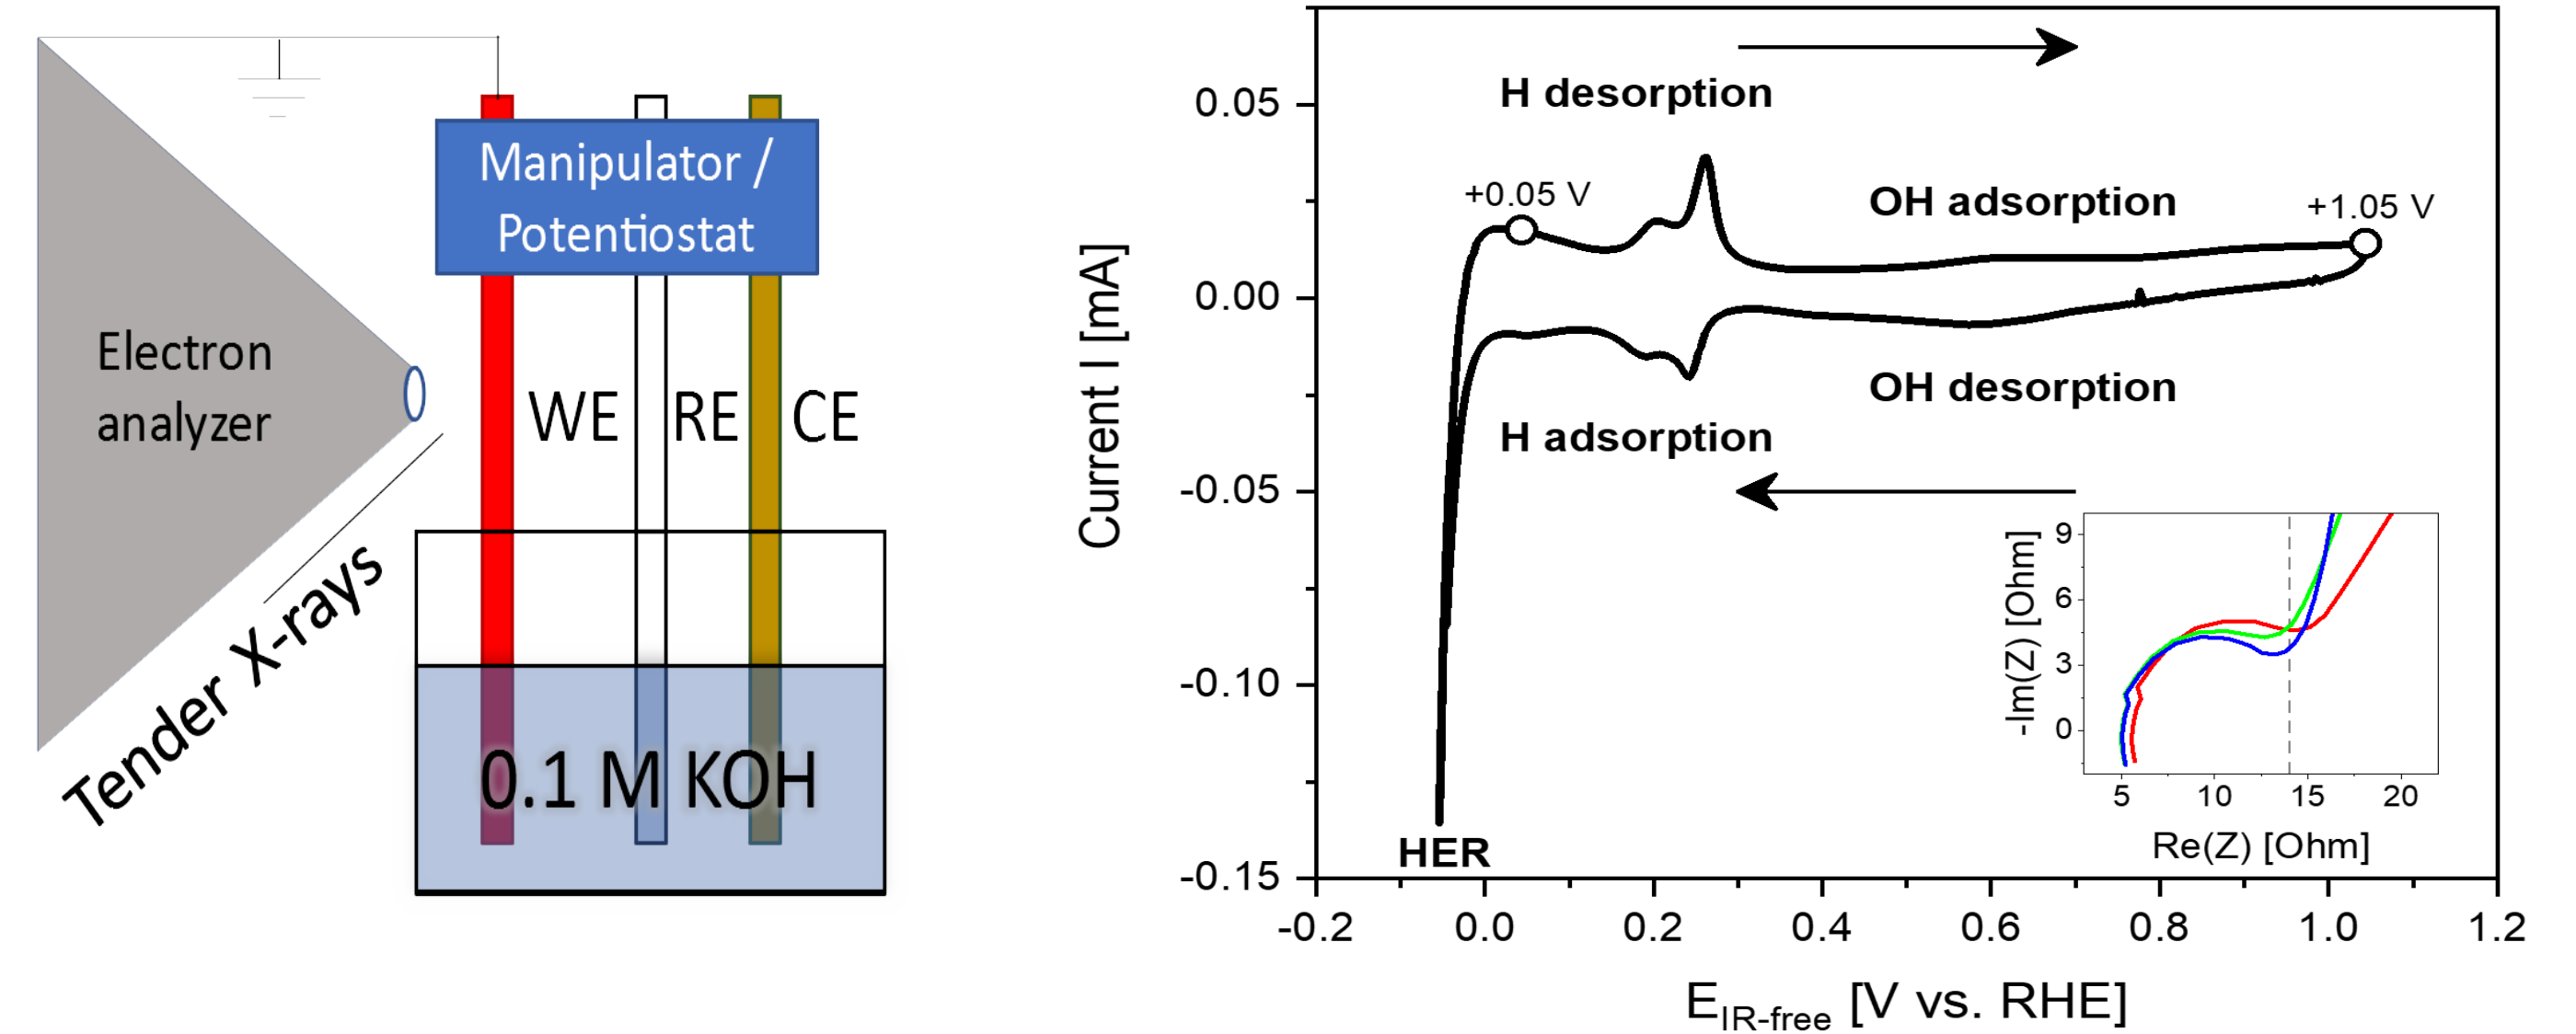 Manipulator /
Potentiostat
Electron
analyzer
WE
RE
CE
Tender X-rays
0.1 M KOH
Current I [mA]
0.05
0.00
-0.05
-0.10
-0.15
H desorption
+0.05 V
OH adsorption
+1.05 V
OH desorption
H adsorption
HER
-Im(Z) [Ohm]
9
6
3
0
5 10 15 20
Re(Z) [Ohm]
-0.2 0.0 0.2 0.4 0.6 0.8 1.0 1.2
E_IR-free [V vs. RHE]